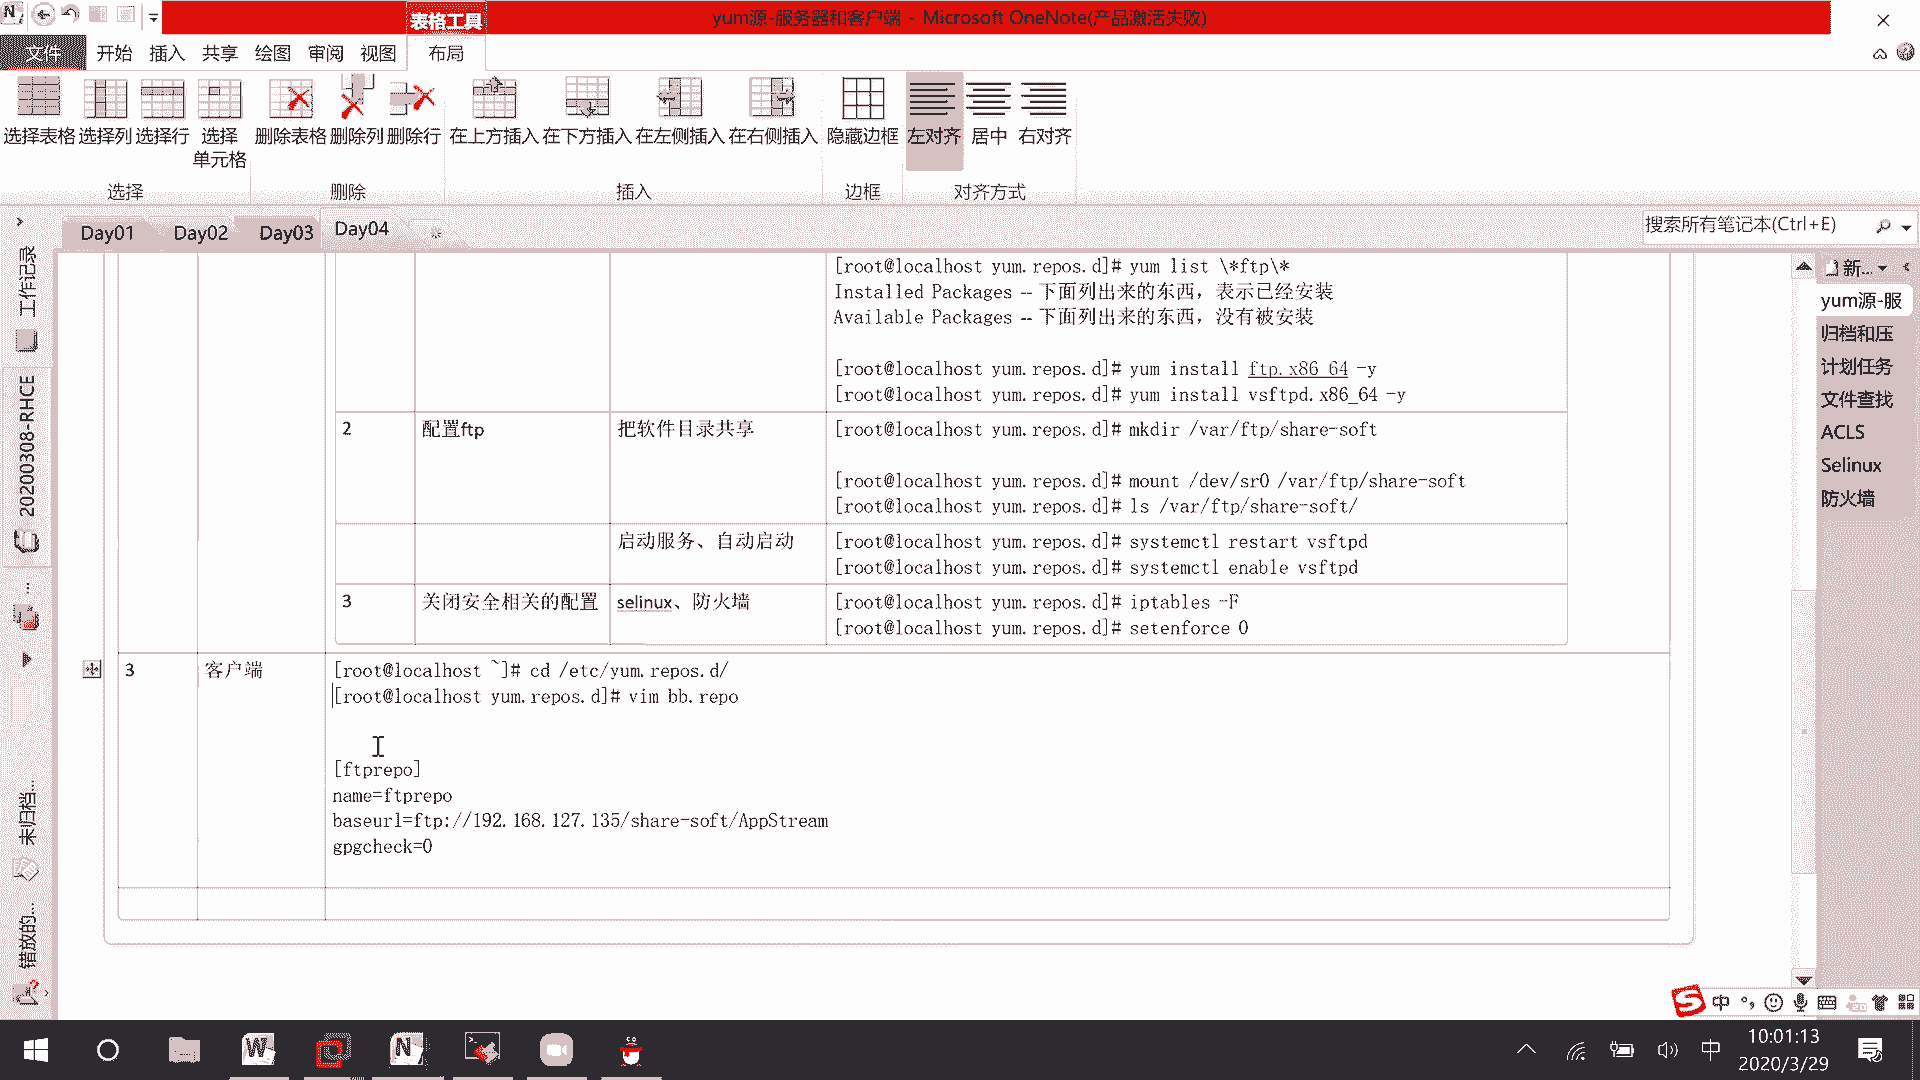 表格工具
yum源-服务器和客户端 - Microsoft OneNote(产品激活失败)
文件 开始 插入 共享 绘图 审阅 视图 布局
选择表格 选择列 选择行 选择单元格 删除表格 删除列 删除行 在上方插入 在下方插入 在左侧插入 在右侧插入 隐藏边框 左对齐 居中 右对齐
选择 删除 插入 边框 对齐方式
Day01 Day02 Day03 Day04
搜索所有笔记本(Ctrl+E)
工作记录
20200308-RHCE
...
未归档...
错放的...
[root@localhost yum.repos.d]# yum list \*ftp\*
Installed Packages -- 下面列出来的东西，表示已经安装
Available Packages -- 下面列出来的东西，没有被安装
[root@localhost yum.repos.d]# yum install ftp.x86_64 -y
[root@localhost yum.repos.d]# yum install vsftpd.x86_64 -y
2 配置ftp 把软件目录共享 [root@localhost yum.repos.d]# mkdir /var/ftp/share-soft
[root@localhost yum.repos.d]# mount /dev/sr0 /var/ftp/share-soft
[root@localhost yum.repos.d]# ls /var/ftp/share-soft/
启动服务、自动启动 [root@localhost yum.repos.d]# systemctl restart vsftpd
[root@localhost yum.repos.d]# systemctl enable vsftpd
3 关闭安全相关的配置 selinux、防火墙 [root@localhost yum.repos.d]# iptables -F
[root@localhost yum.repos.d]# setenforce 0
3 客户端 [root@localhost ~]# cd /etc/yum.repos.d/
[root@localhost yum.repos.d]# vim bb.repo
[ftprepo]
name=ftprepo
baseurl=ftp://192.168.127.135/share-soft/AppStream
gpgcheck=0
新...
yum源-服
归档和压
计划任务
文件查找
ACLS
Selinux
防火墙
中
中
10:01:13
2020/3/29